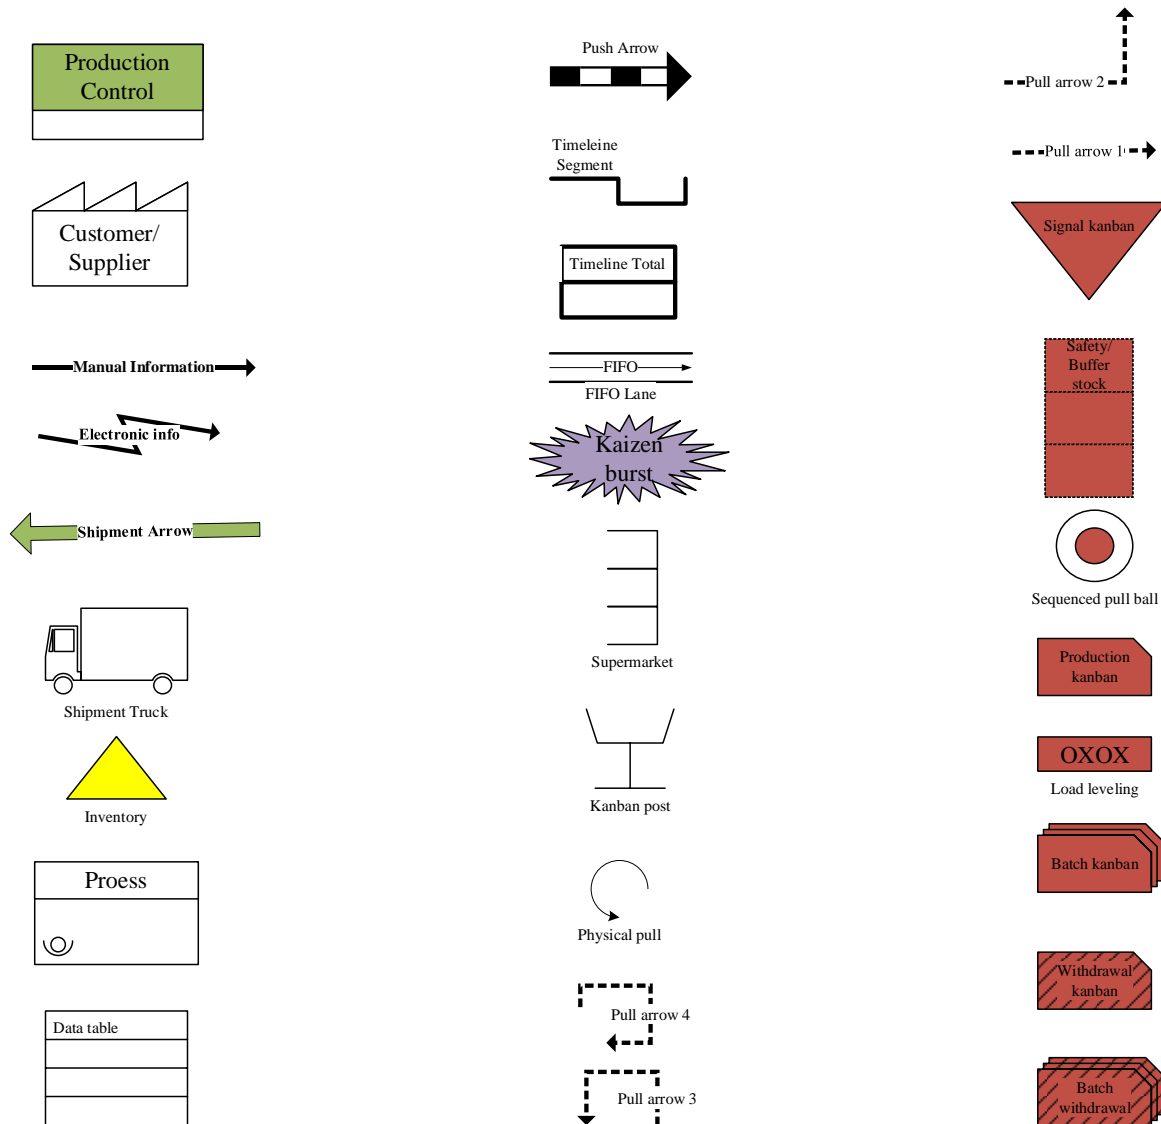 Production
Control
Customer/
Supplier
Manual Information
Electronic info
Shipment Arrow
Shipment Truck
Inventory
Proess
Data table
Push Arrow
Timeleine
Segment
Timeline Total
FIFO
FIFO Lane
Kaizen
burst
Supermarket
Kanban post
Physical pull
Pull arrow 4
Pull arrow 3
Pull arrow 2
Pull arrow 1
Signal kanban
Safety/
Buffer
stock
Sequenced pull ball
Production
kanban
OXOX
Load leveling
Batch kanban
Withdrawal
kanban
Batch
withdrawal